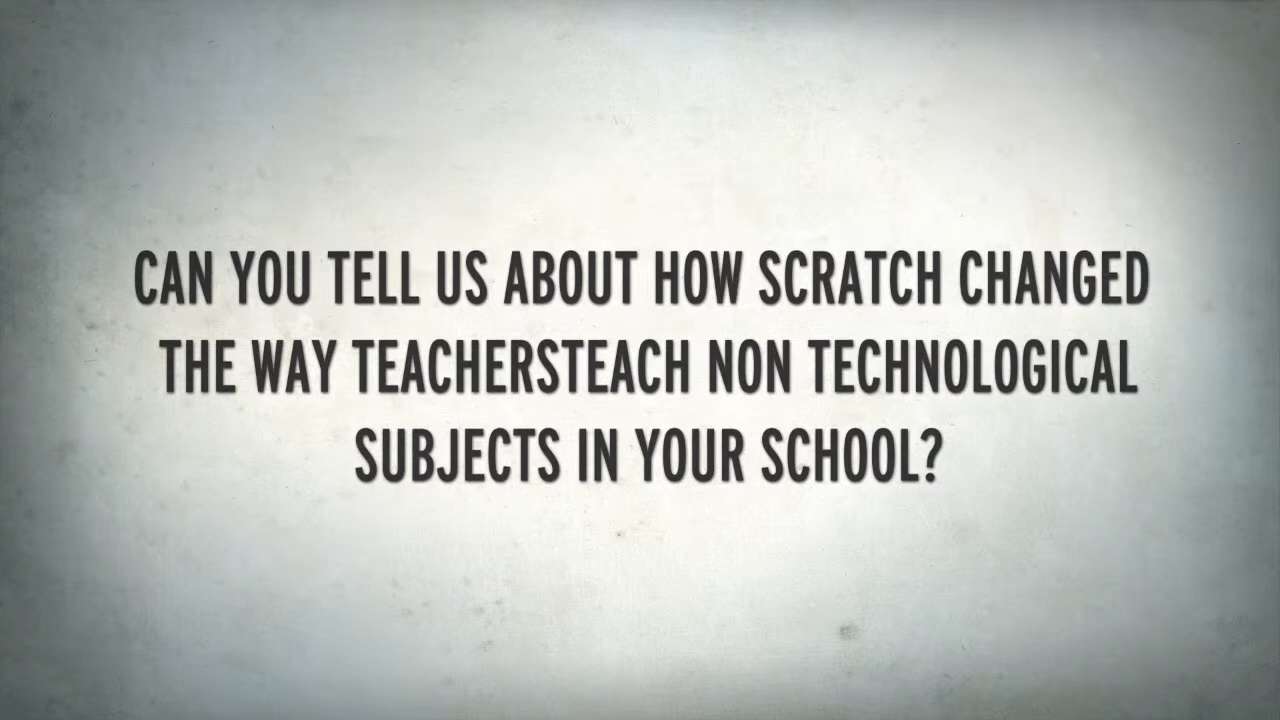 CAN YOU TELL US ABOUT HOW SCRATCH CHANGED
THE WAY TEACHERSTEACH NON TECHNOLOGICAL
SUBJECTS IN YOUR SCHOOL?